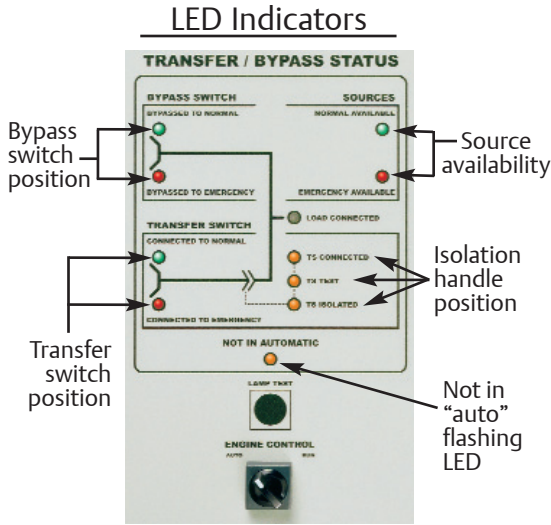 LED Indicators
TRANSFER / BYPASS STATUS
BYPASS SWITCH
SOURCES
BYPASSED TO NORMAL
NORMAL AVAILABLE
Bypass
switch
position
Source
availability
BYPASSED TO EMERGENCY
EMERGENCY AVAILABLE
LOAD CONNECTED
TRANSFER SWITCH
CONNECTED TO NORMAL
TS CONNECTED
TS TEST
TS ISOLATED
Isolation
handle
position
CONNECTED TO EMERGENCY
Transfer
switch
position
NOT IN AUTOMATIC
LAMP TEST
Not in
“auto”
flashing
LED
ENGINE CONTROL
AUTO
RUN